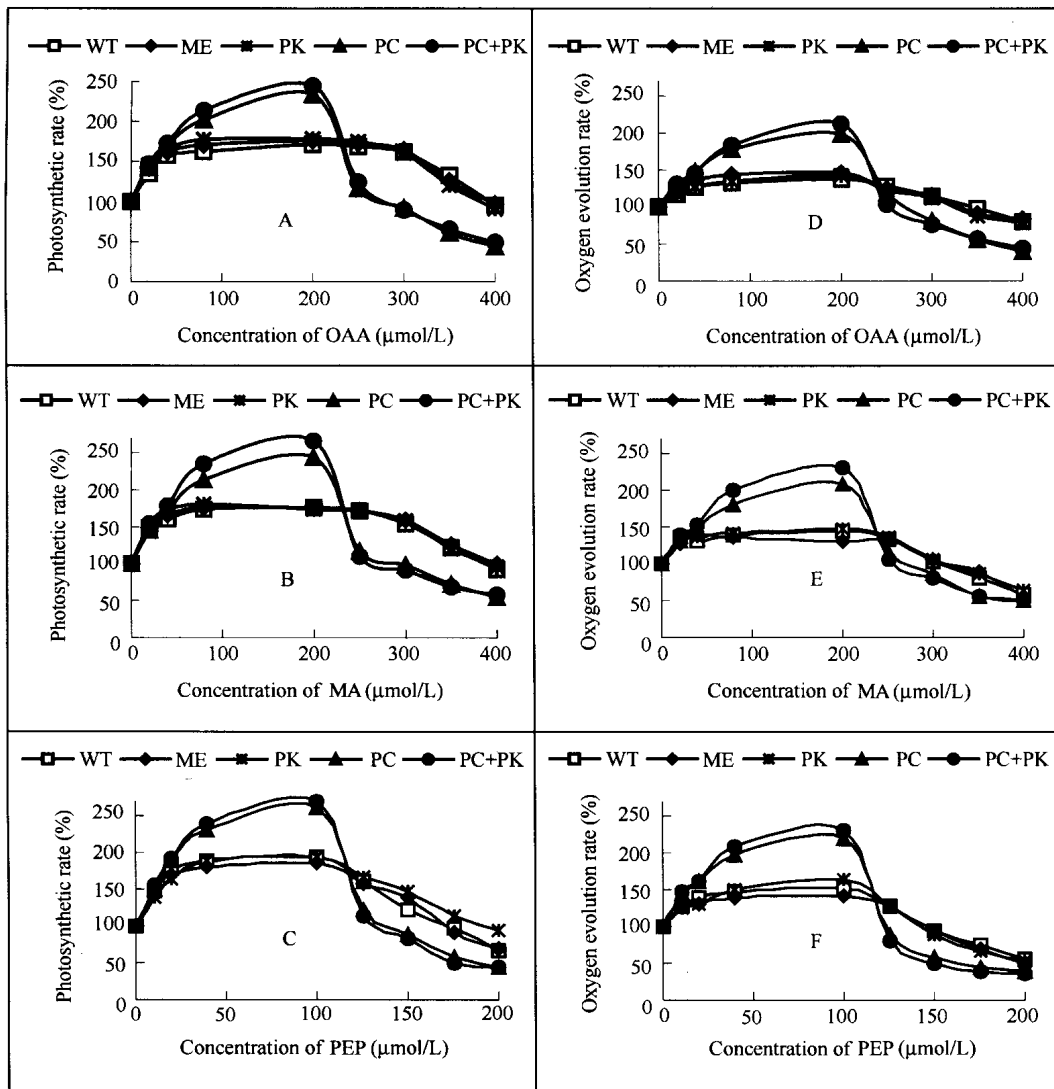 WT ME PK PC PC+PK
Photosynthetic rate (%)
250
200
150
100
50
0
A
0 100 200 300 400
Concentration of OAA (μmol/L)
WT ME PK PC PC+PK
Oxygen evolution rate (%)
250
200
150
100
50
0
D
0 100 200 300 400
Concentration of OAA (μmol/L)
WT ME PK PC PC+PK
Photosynthetic rate (%)
250
200
150
100
50
0
B
0 100 200 300 400
Concentration of MA (μmol/L)
WT ME PK PC PC+PK
Oxygen evolution rate (%)
250
200
150
100
50
0
E
0 100 200 300 400
Concentration of MA (μmol/L)
WT ME PK PC PC+PK
Photosynthetic rate (%)
250
200
150
100
50
0
C
0 50 100 150 200
Concentration of PEP (μmol/L)
WT ME PK PC PC+PK
Oxygen evolution rate (%)
250
200
150
100
50
0
F
0 50 100 150 200
Concentration of PEP (μmol/L)